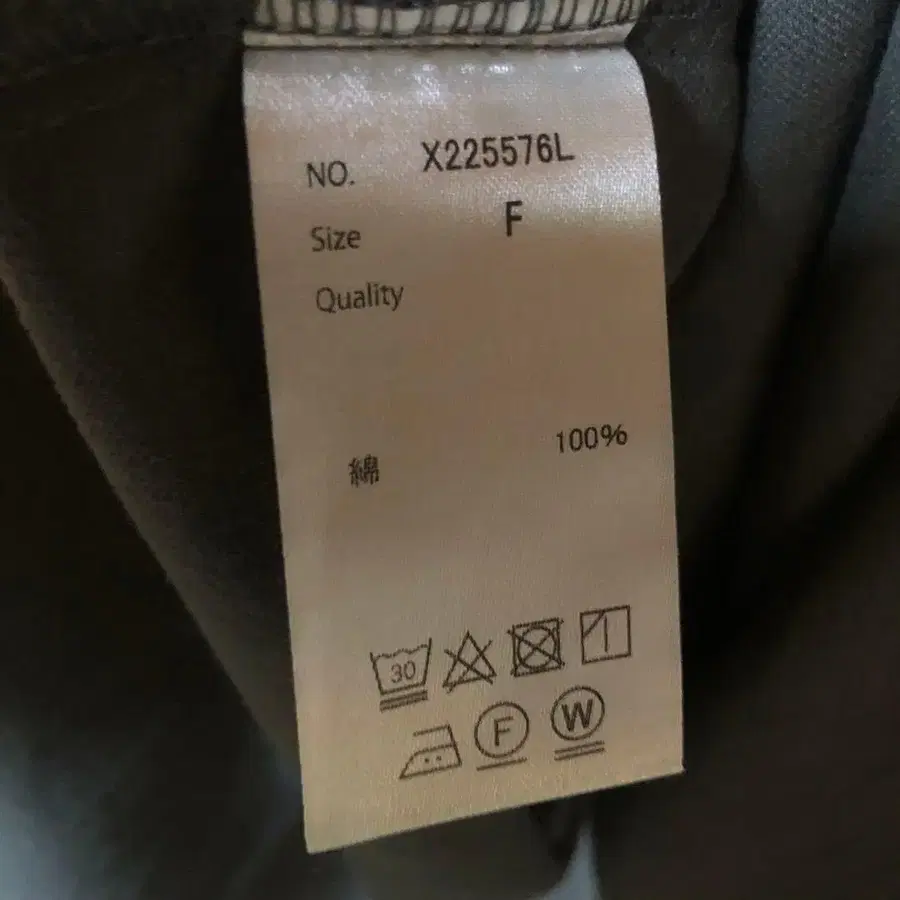 NO. X225576L
Size F
Quality
綿 100%
30
F W